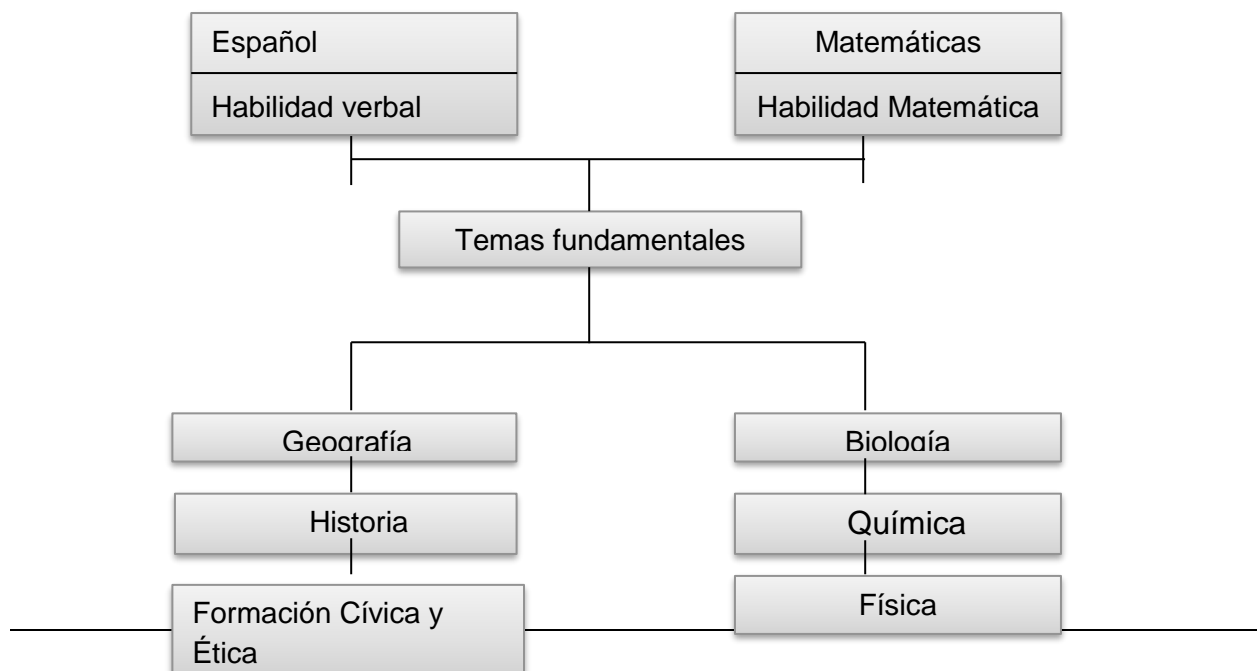 Español
Matemáticas
Habilidad verbal
Habilidad Matemática
Temas fundamentales
Geografía
Biología
Historia
Química
Formación Cívica y
Ética
Física